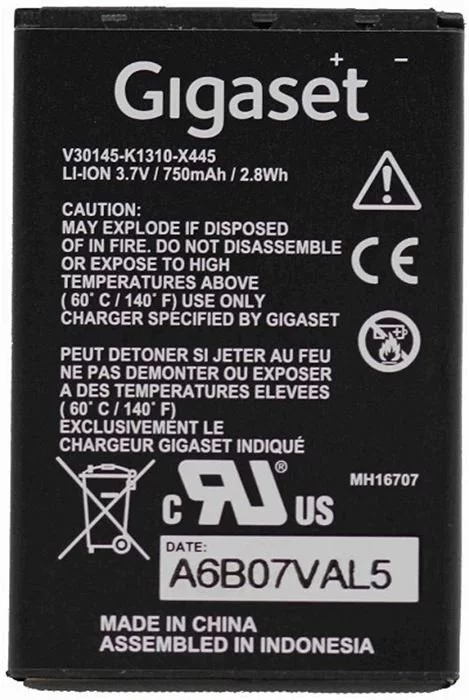 + −
Gigaset
V30145-K1310-X445
LI-ION 3.7V / 750mAh / 2.8Wh
CAUTION:
MAY EXPLODE IF DISPOSED
OF IN FIRE. DO NOT DISASSEMBLE
OR EXPOSE TO HIGH
TEMPERATURES ABOVE
( 60° C / 140° F) USE ONLY
CHARGER SPECIFIED BY GIGASET
CE
PEUT DETONER SI JETER AU FEU
NE PAS DEMONTER OU EXPOSER
A DES TEMPERATURES ELEVEES
( 60° C / 140° F)
EXCLUSIVEMENT LE
CHARGEUR GIGASET INDIQUÉ
c RU® US
MH16707
DATE:
A6B07VAL5
MADE IN CHINA
ASSEMBLED IN INDONESIA